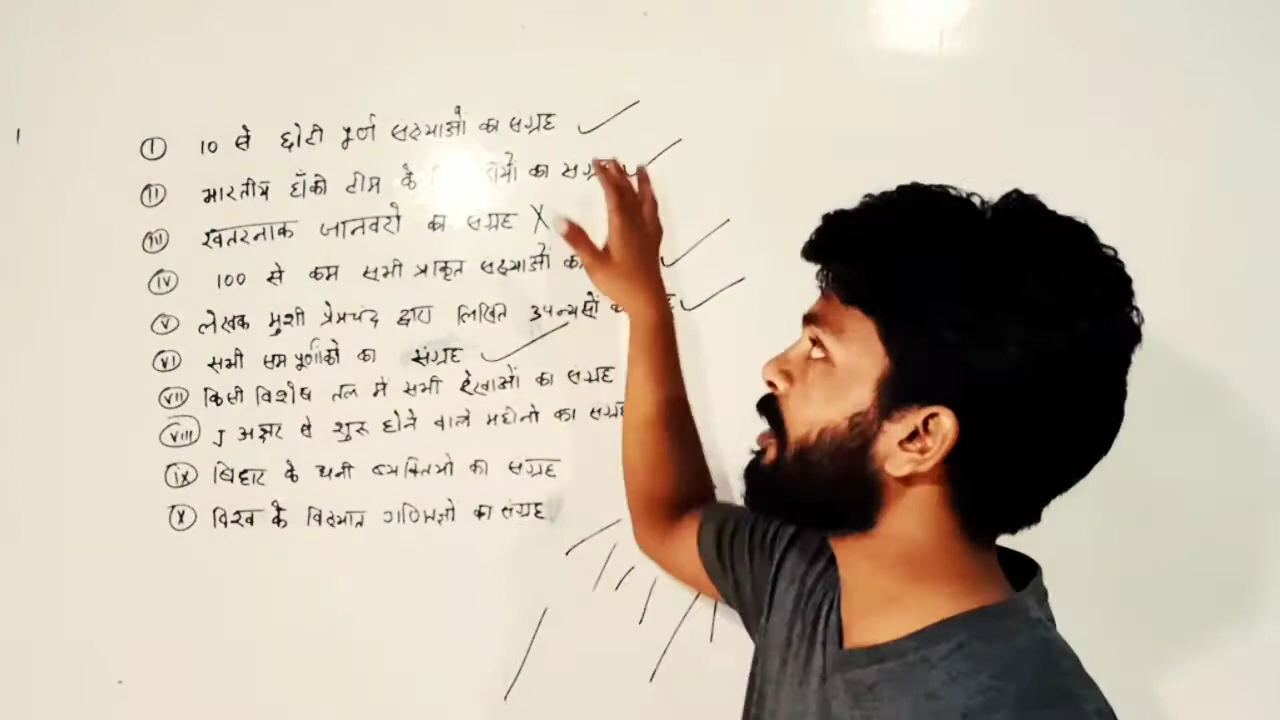 I 10 से छोटी पूर्ण संख्याओं का संग्रह
II भारतीय हॉकी टीम के का
III खतरनाक जानवरो का संग्रह X
IV 100 से कम सभी प्राकृत संख्याओं
V लेखक मुंशी प्रेमचंद द्वारा लिखित उपन्यासों
VI सभी सम पूर्णांको का संग्रह
VII किसी विशेष तल में सभी रेखाओं का संग्रह
VIII J अक्षर से शुरू होने वाले महीनो का
IX बिहार के धनी व्यक्तियो का संग्रह
X विश्व के विख्यात गणितज्ञों का संग्रह